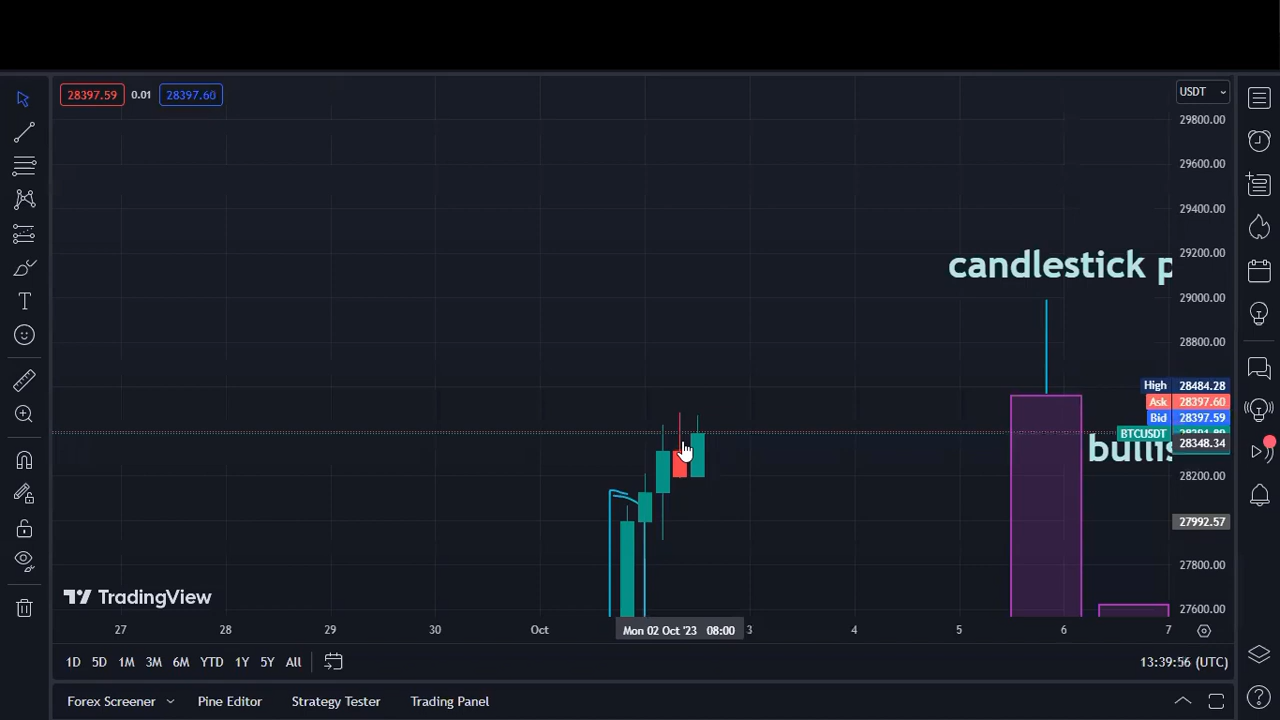 28397.59 0.01 28397.60
USDT
29800.00
29600.00
29400.00
29200.00
candlestick p
29000.00
28800.00
High 28484.28
Ask 28397.60
Bid 28397.59
BTCUSDT
28348.34
bullis
28200.00
27992.57
27800.00
27600.00
TradingView
27 28 29 30 Oct Mon 02 Oct '23 08:00 3 4 5 6 7
1D 5D 1M 3M 6M YTD 1Y 5Y All
13:39:56 (UTC)
Forex Screener Pine Editor Strategy Tester Trading Panel